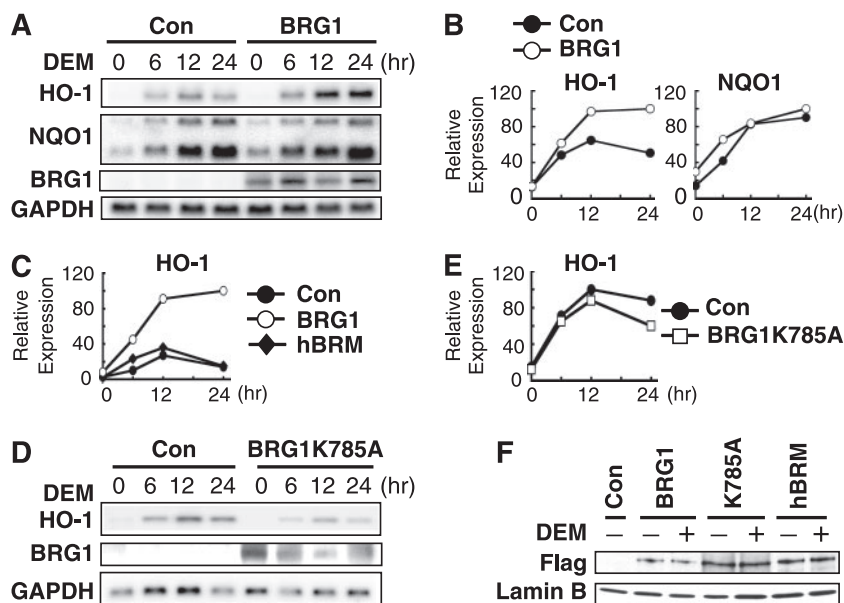 A
Con BRG1
DEM 0 6 12 24 0 6 12 24 (hr)
HO-1
NQO1
BRG1
GAPDH
B
Con
BRG1
HO-1 NQO1
Relative Expression
120 120
80 80
40 40
0 0
0 12 24 0 12 24 (hr)
C
HO-1
Relative Expression
120
80
40
0
0 12 24 (hr)
Con
BRG1
hBRM
E
HO-1
Relative Expression
120
80
40
0
0 12 24 (hr)
Con
BRG1K785A
D
Con BRG1K785A
DEM 0 6 12 24 0 6 12 24 (hr)
HO-1
BRG1
GAPDH
F
Con BRG1 K785A hBRM
DEM − − + − + − +
Flag
Lamin B